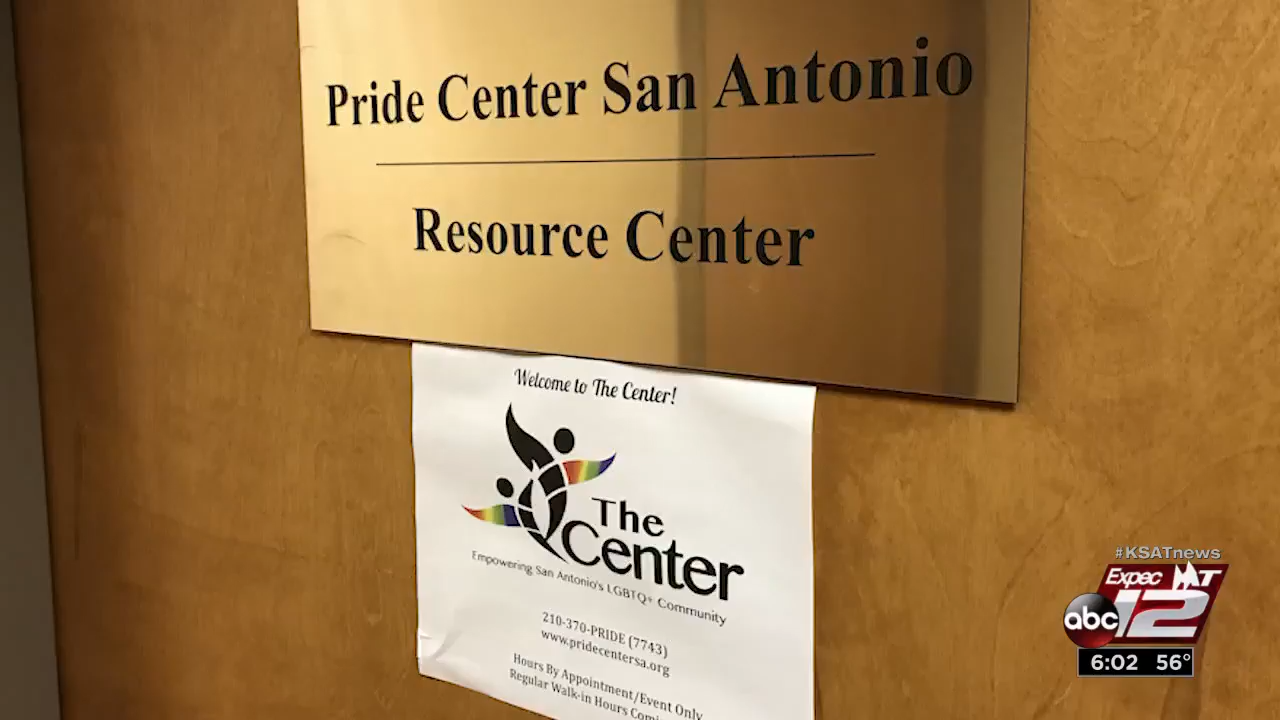 Pride Center San Antonio
Resource Center
Welcome to The Center!
The
Center
Empowering San Antonio's LGBTQ+ Community
210-370-PRIDE (7743)
www.pridecentersa.org
Hours By Appointment/Event Only
Regular Walk-in Hours
#KSATnews
abc
12
6:02 56°